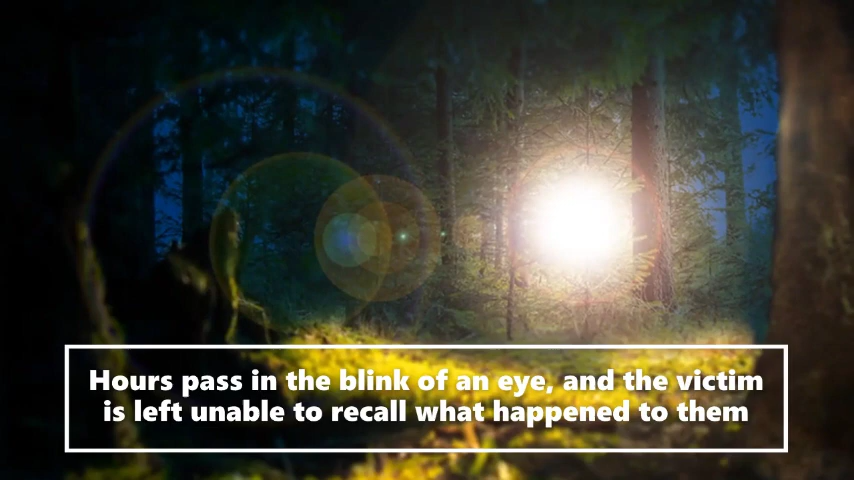 Hours pass in the blink of an eye, and the victim
is left unable to recall what happened to them